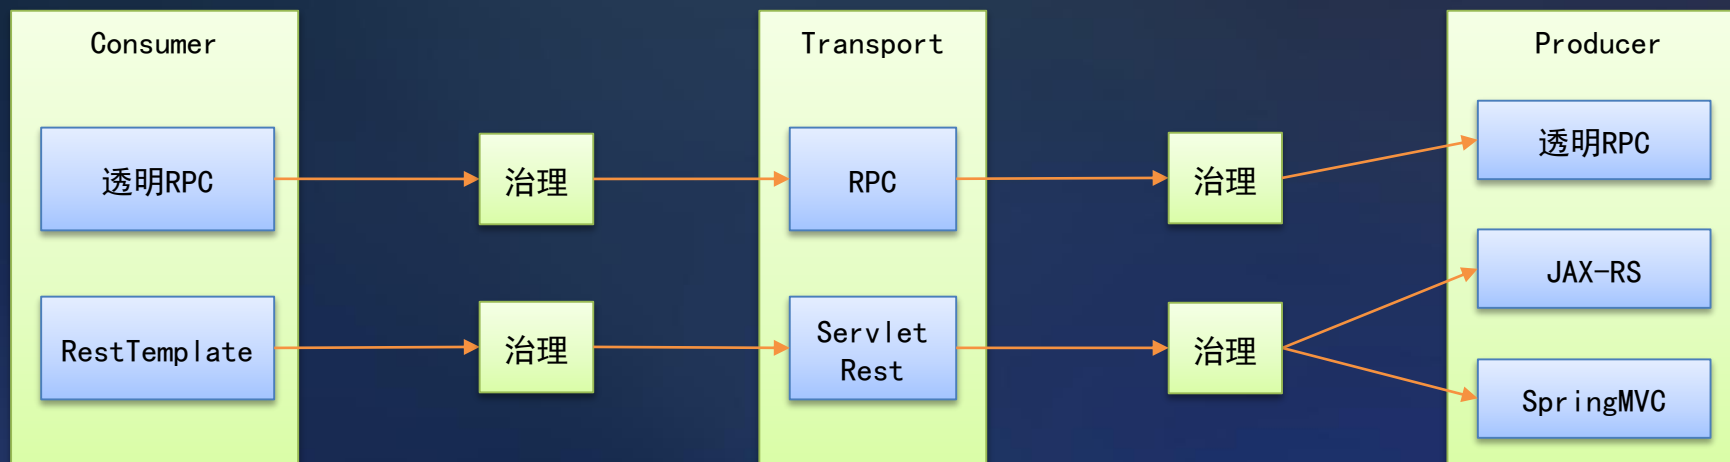 Consumer
Transport
Producer
透明RPC
治理
RPC
治理
透明RPC
JAX-RS
RestTemplate
治理
Servlet
Rest
治理
SpringMVC